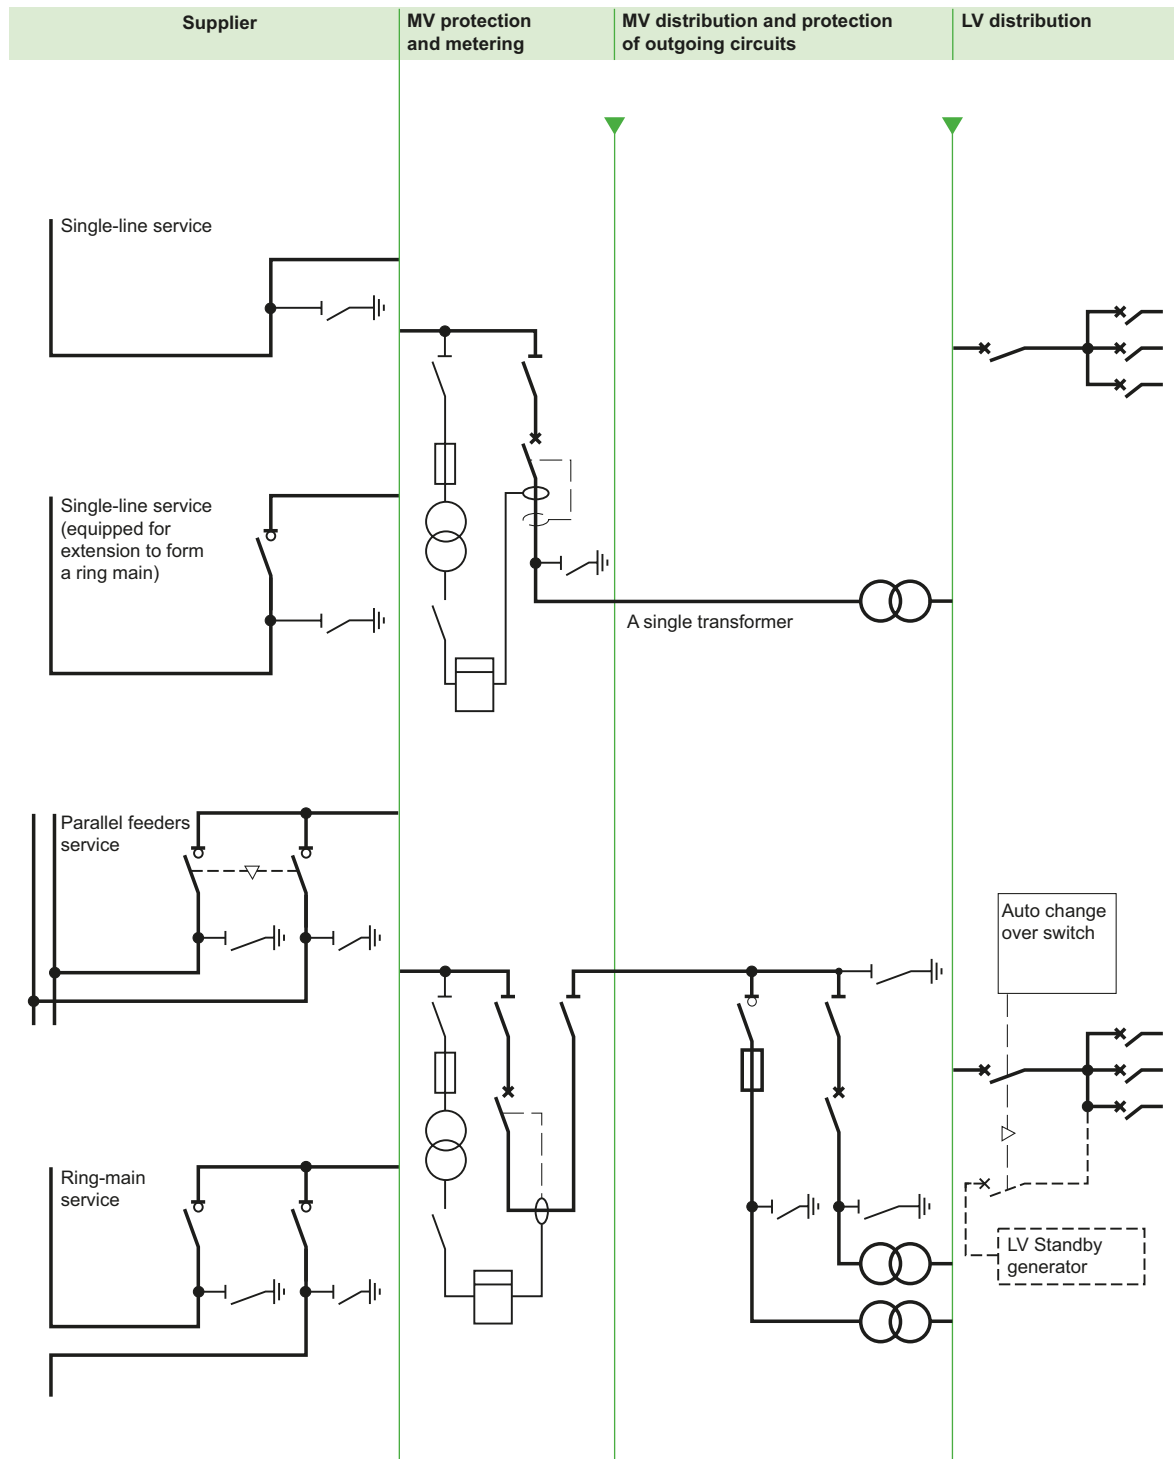 Supplier
MV protection
and metering
MV distribution and protection
of outgoing circuits
LV distribution
Single-line service
Single-line service
(equipped for
extension to form
a ring main)
A single transformer
Parallel feeders
service
Auto change
over switch
Ring-main
service
LV Standby
generator